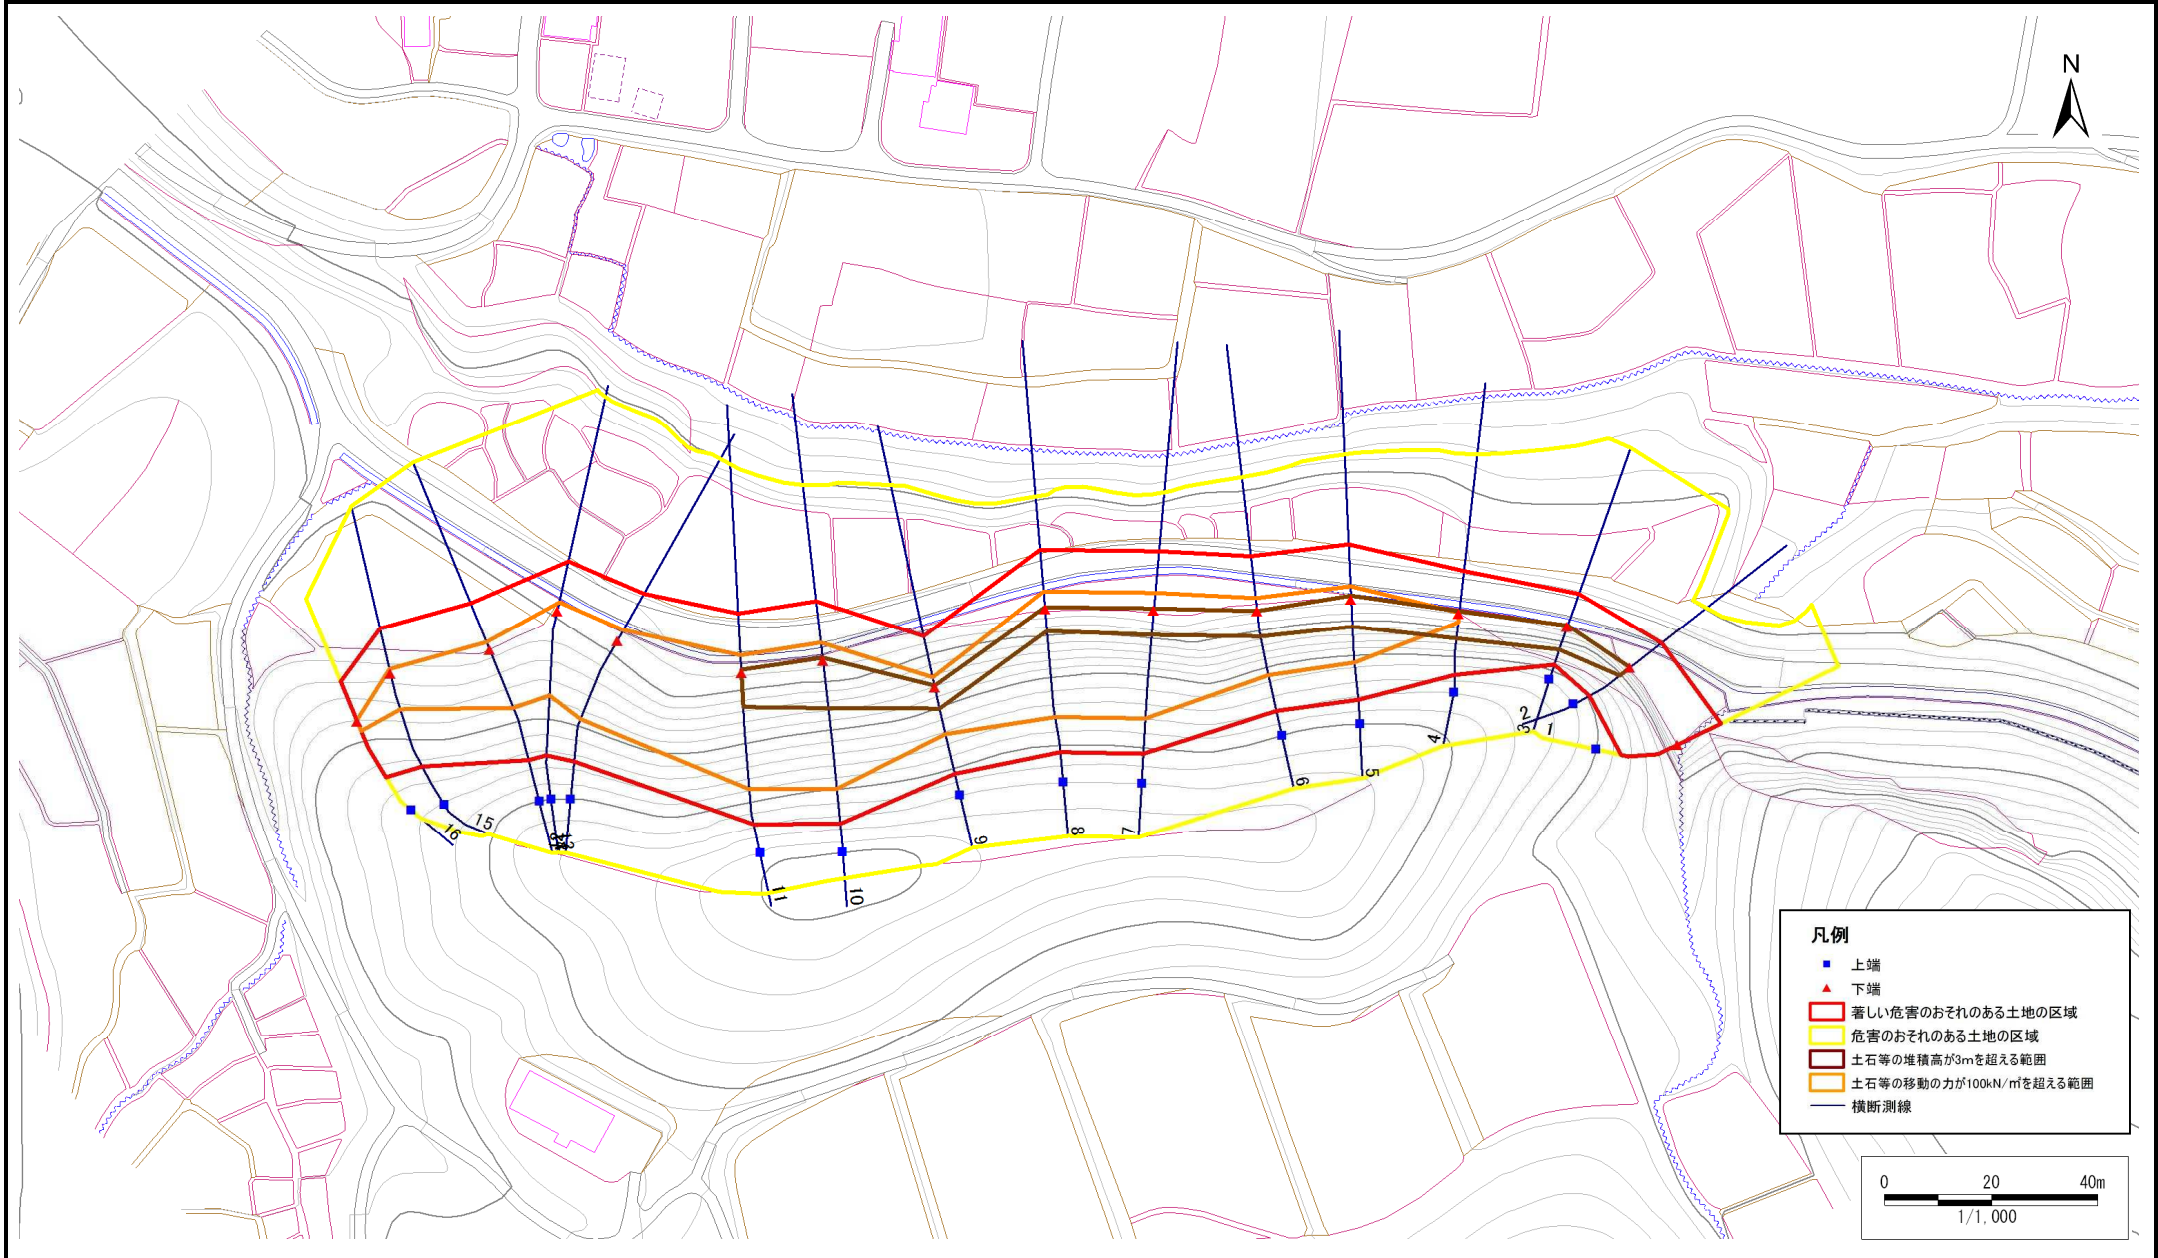 N
2
3
1
4
5
6
7
8
9
10
11
12
15
16
凡例
上端
下端
著しい危害のおそれのある土地の区域
危害のおそれのある土地の区域
土石等の堆積高が3mを超える範囲
土石等の移動の力が100kN/㎡を超える範囲
横断測線
0 20 40m
1/1,000